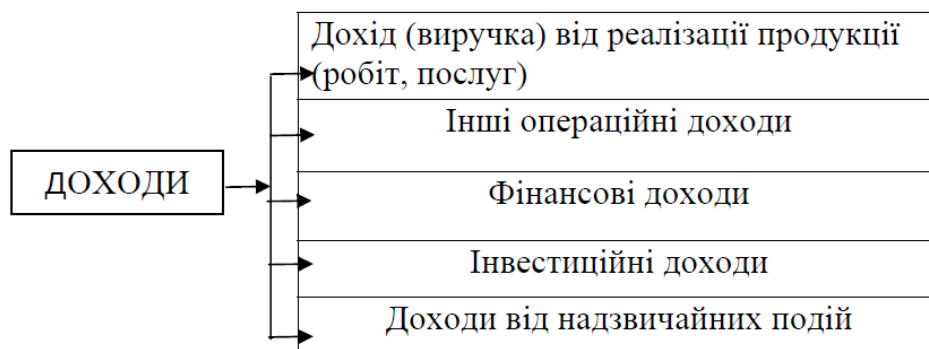 ДОХОДИ
Дохід (виручка) від реалізації продукції
(робіт, послуг)
Інші операційні доходи
Фінансові доходи
Інвестиційні доходи
Доходи від надзвичайних подій